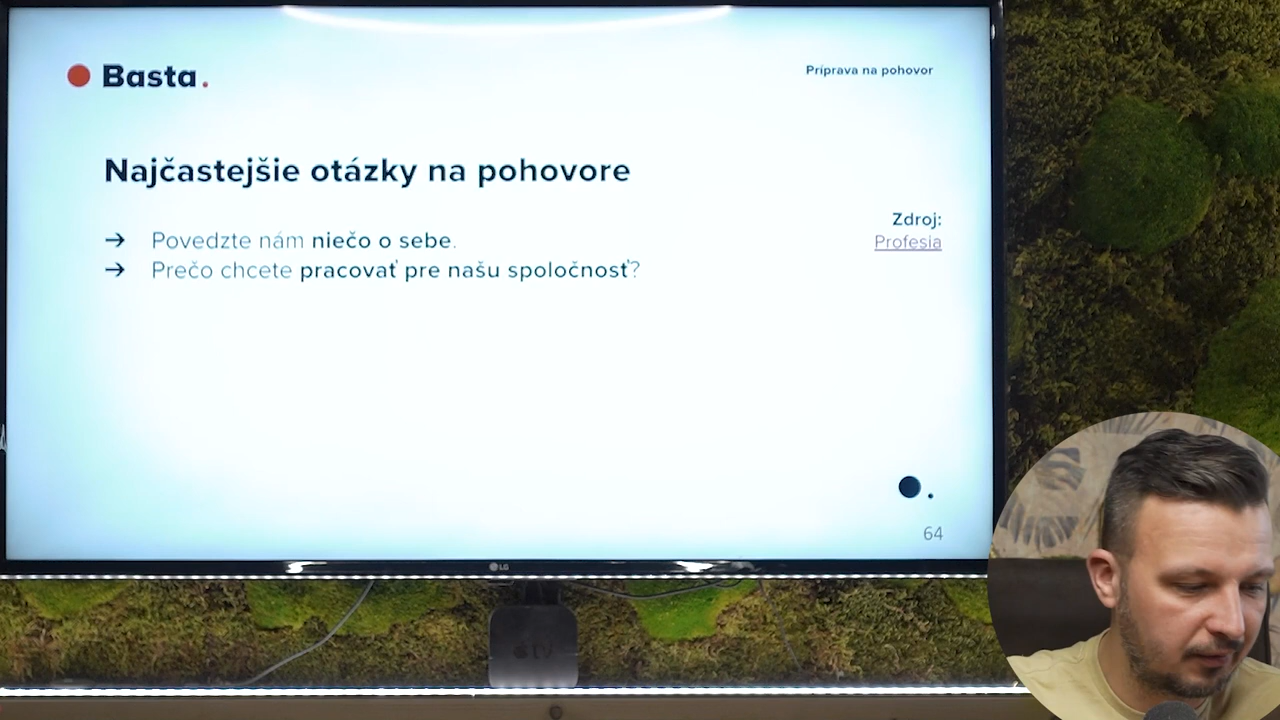 Basta.
Príprava na pohovor
Najčastejšie otázky na pohovore
→ Povedzte nám niečo o sebe.
→ Prečo chcete pracovať pre našu spoločnosť?
Zdroj:
Profesia
64
LG
tv